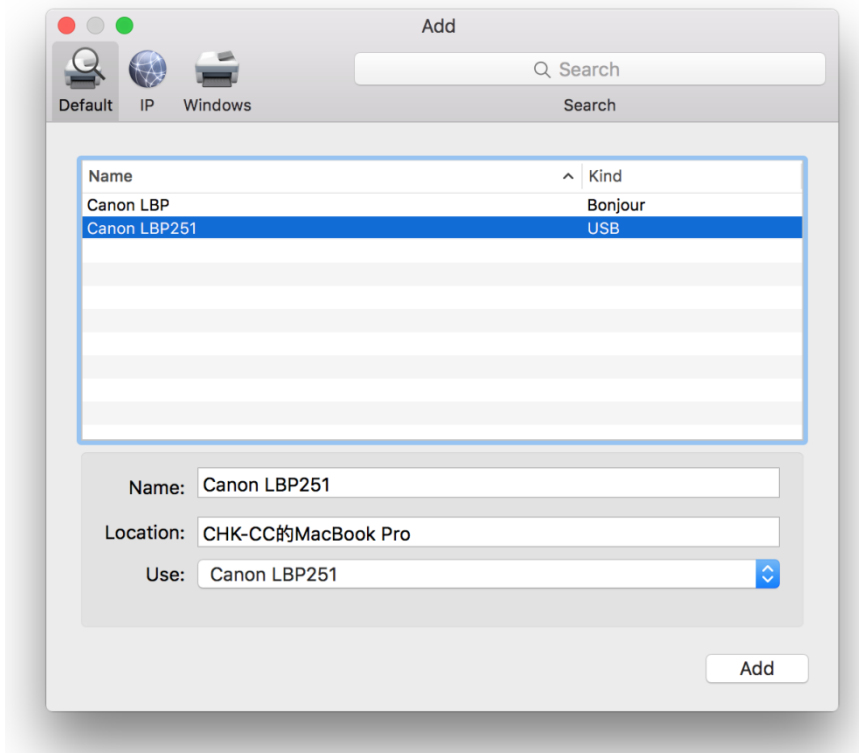 Add
Default IP Windows
Search
Search
Name Kind
Canon LBP Bonjour
Canon LBP251 USB
Name: Canon LBP251
Location: CHK-CC的MacBook Pro
Use: Canon LBP251
Add